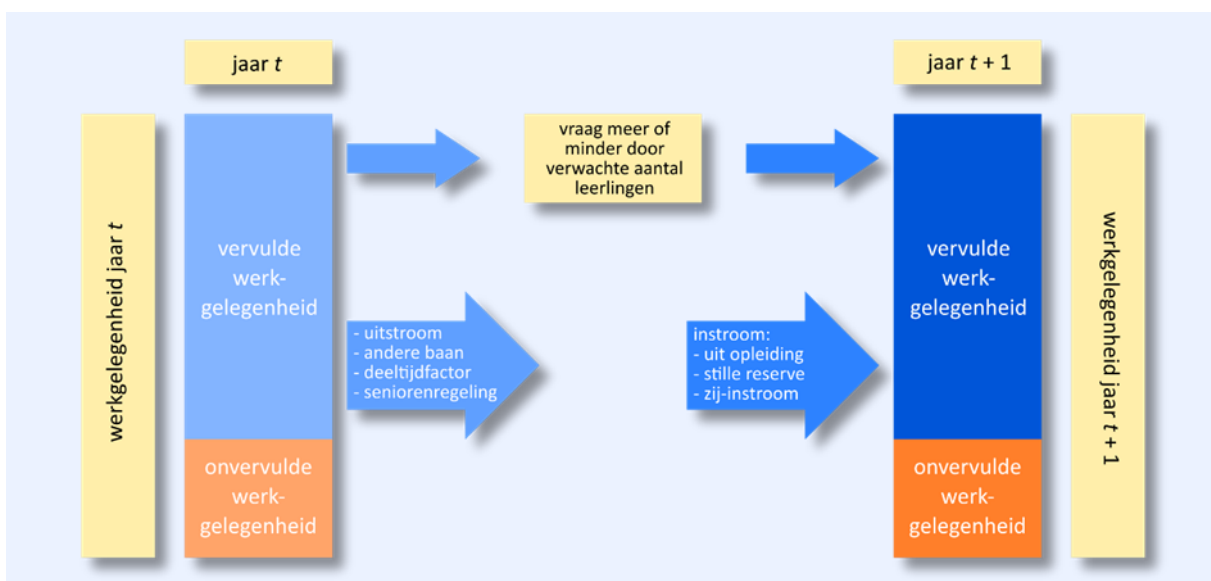 jaar t
jaar t + 1
werkgelegenheid jaar t
vervulde
werk-
gelegenheid
onvervulde
werk-
gelegenheid
vraag meer of
minder door
verwachte aantal
leerlingen
- uitstroom
- andere baan
- deeltijdfactor
- seniorenregeling
instroom:
- uit opleiding
- stille reserve
- zij-instroom
vervulde
werk-
gelegenheid
onvervulde
werk-
gelegenheid
werkgelegenheid jaar t + 1